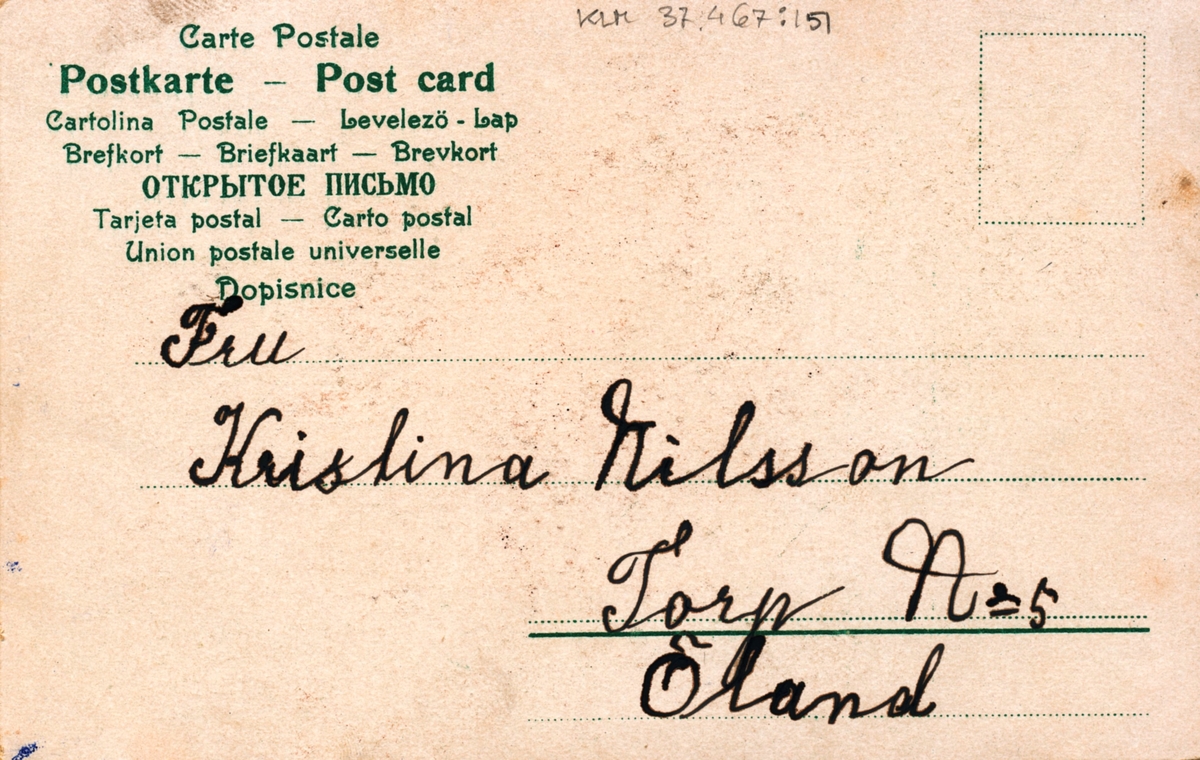 KLM 37.467:151
Carte Postale
Postkarte — Post card
Cartolina Postale — Levelezö - Lap
Brefkort — Briefkaart — Brevkort
ОТКРЫТОЕ ПИСЬМО
Tarjeta postal — Carto postal
Union postale universelle
Dopisnice
Fru
Kristina Nilsson
Torp N=5
Öland